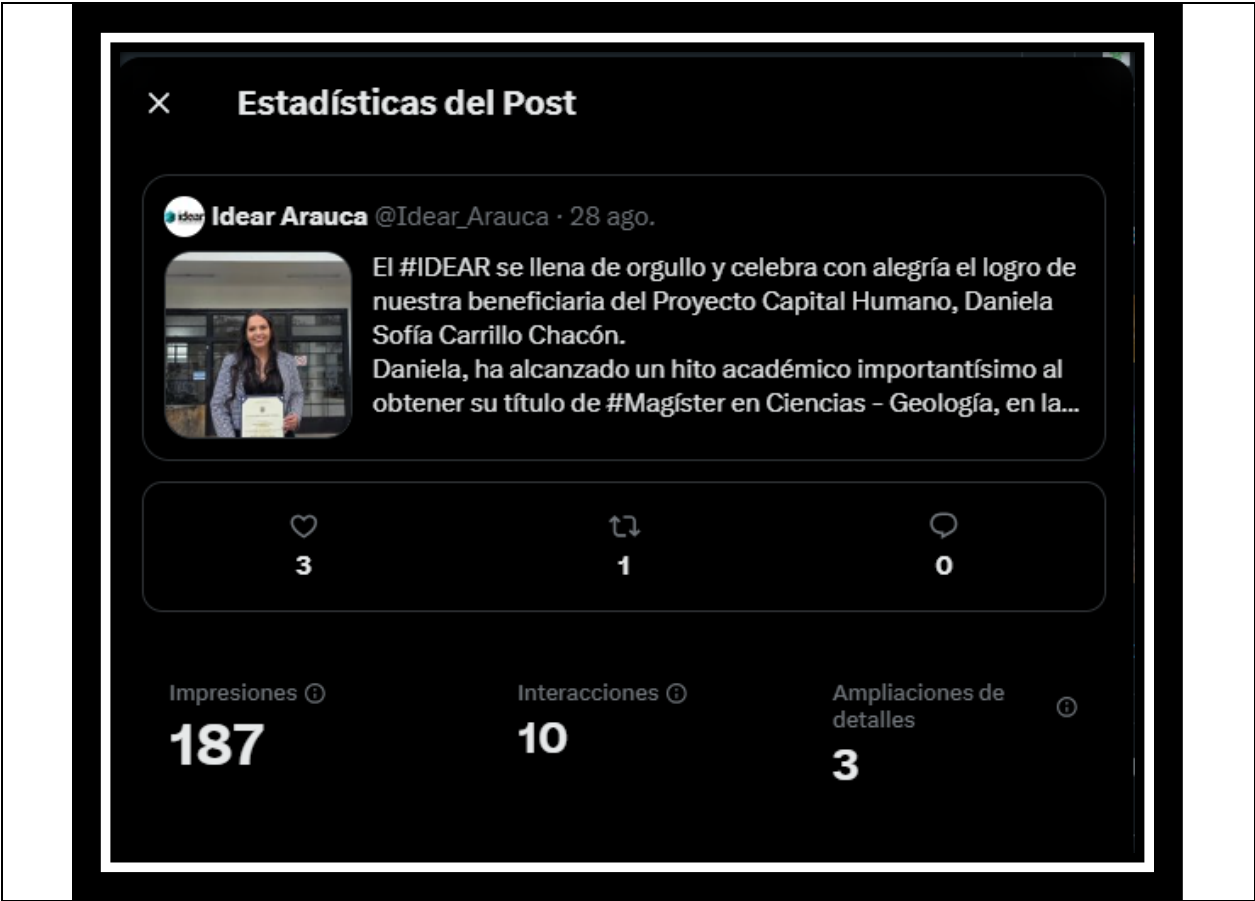 Estadísticas del Post
idear
Idear Arauca @Idear_Arauca · 28 ago.
El #IDEAR se llena de orgullo y celebra con alegría el logro de
nuestra beneficiaria del Proyecto Capital Humano, Daniela
Sofía Carrillo Chacón.
Daniela, ha alcanzado un hito académico importantísimo al
obtener su título de #Magíster en Ciencias – Geología, en la...
3
1
0
Impresiones
187
Interacciones
10
Ampliaciones de
detalles
3